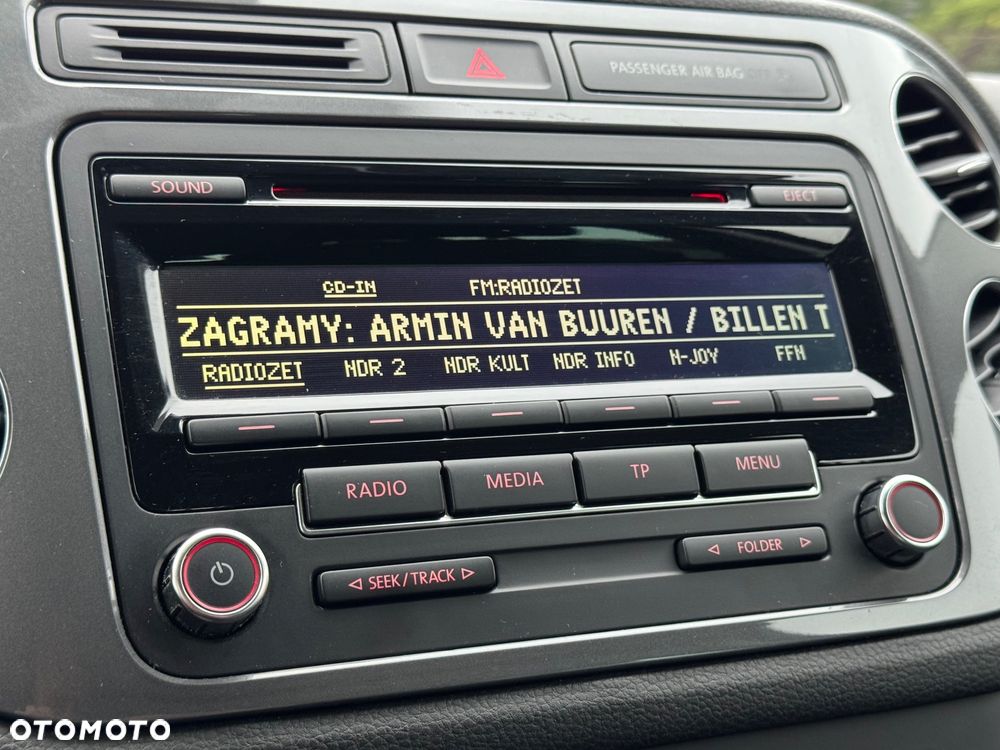 PASSENGER AIR BAG OFF
SOUND
EJECT
CD-IN FM:RADIOZET
ZAGRAMY: ARMIN VAN BUUREN / BILLEN T
RADIOZET NDR 2 NDR KULT NDR INFO N-JOY FFN
RADIO MEDIA TP MENU
SEEK/TRACK
FOLDER
OTOMOTO